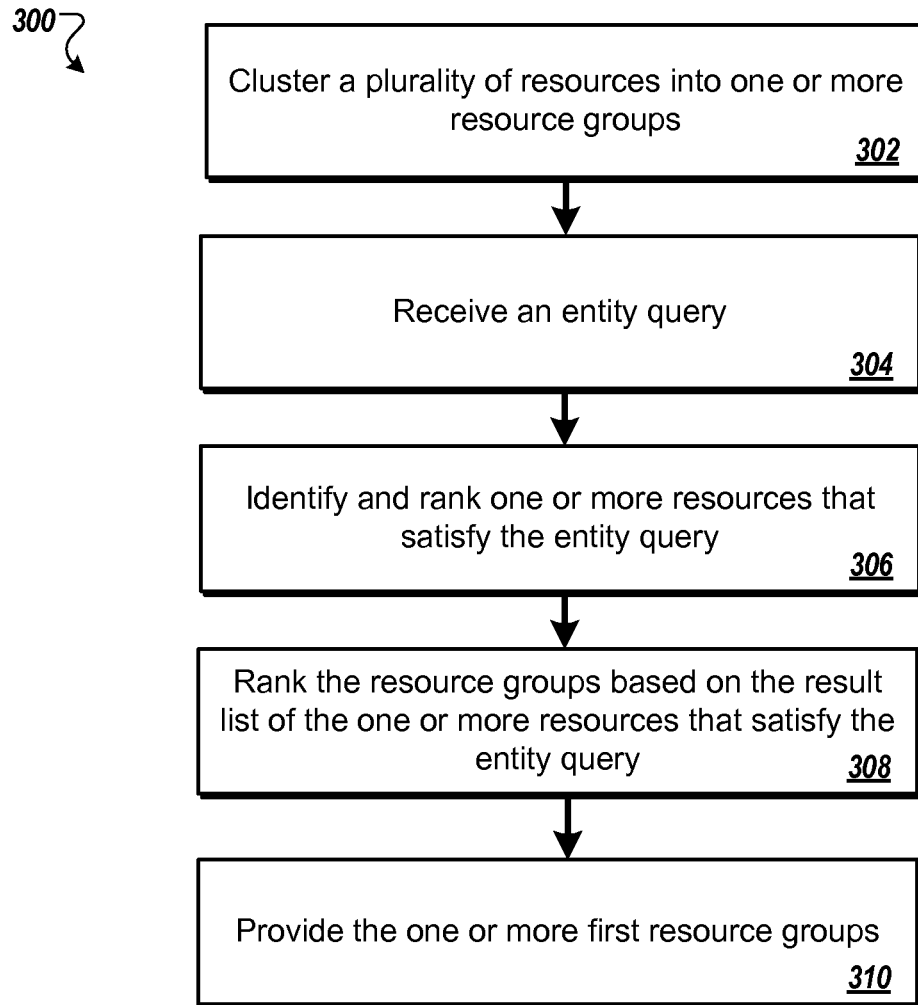 300
Cluster a plurality of resources into one or more
resource groups
302
Receive an entity query
304
Identify and rank one or more resources that
satisfy the entity query
306
Rank the resource groups based on the result
list of the one or more resources that satisfy the
entity query
308
Provide the one or more first resource groups
310